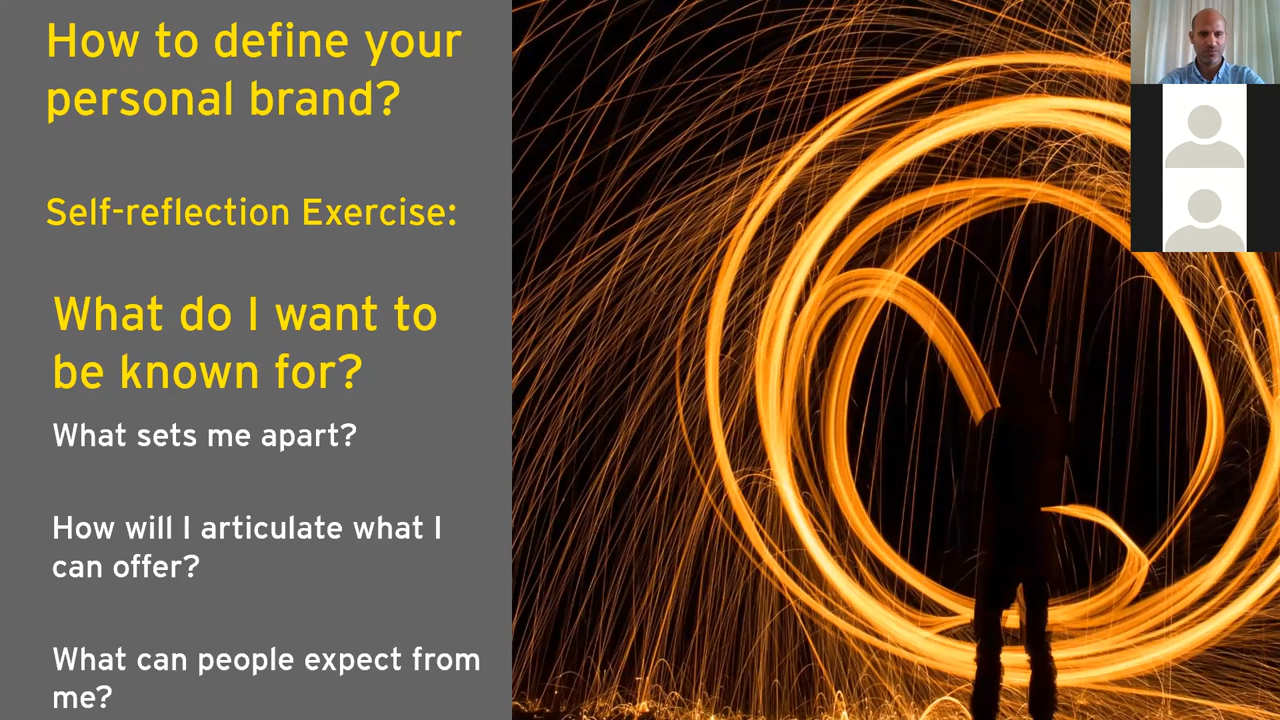 How to define your
personal brand?
Self-reflection Exercise:
What do I want to
be known for?
What sets me apart?
How will I articulate what I
can offer?
What can people expect from
me?